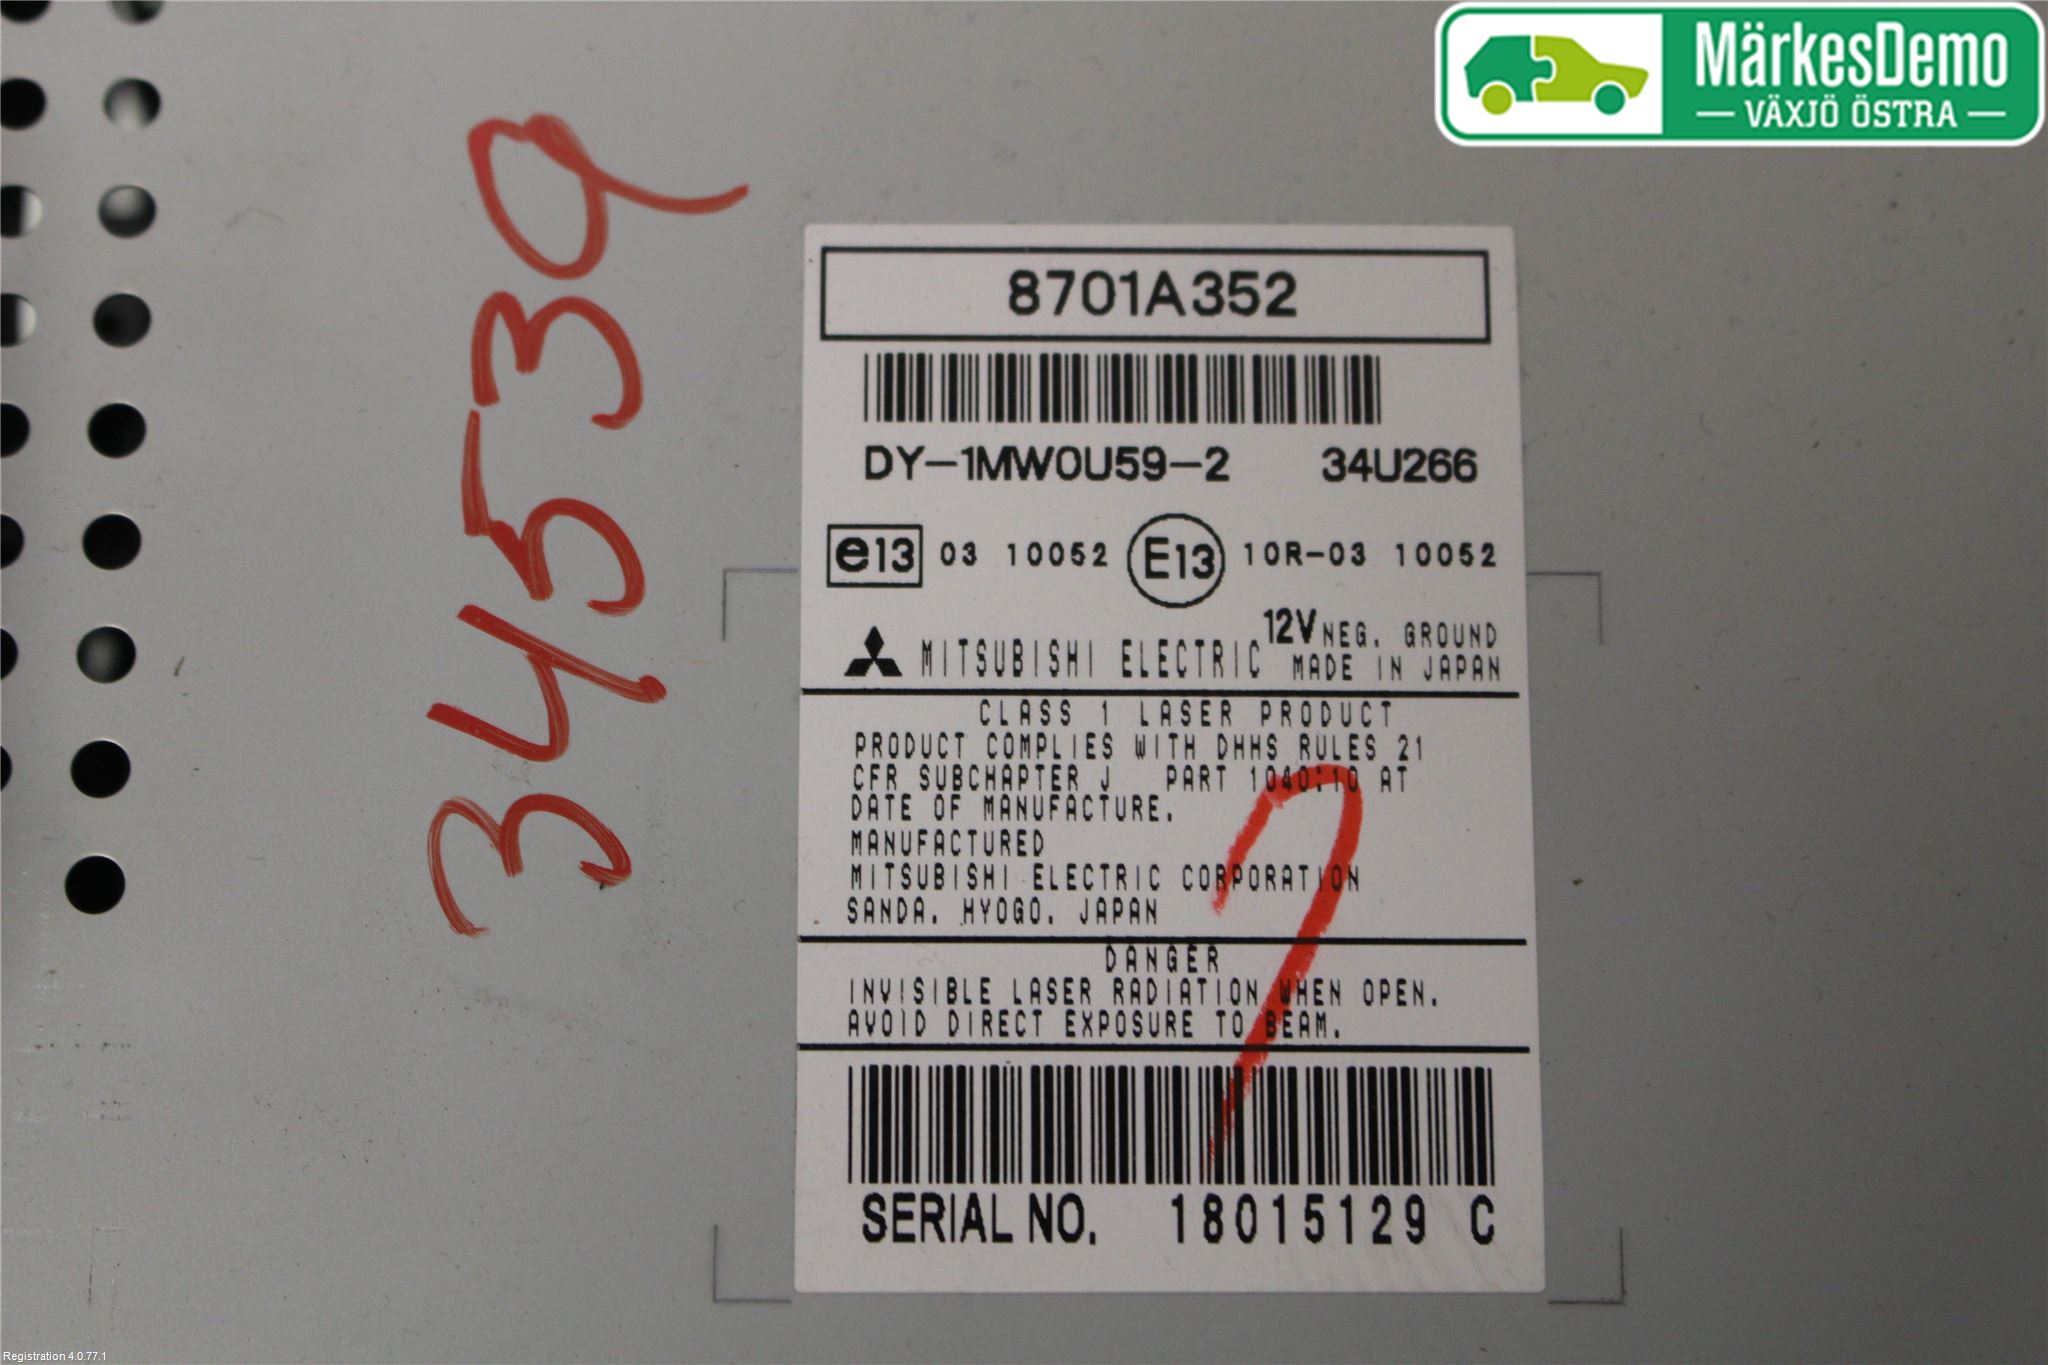 MärkesDemo
VÄXJÖ ÖSTRA
34539
8701A352
DY-1MW0U59-2 34U266
e13 03 10052 E13 10R-03 10052
MITSUBISHI ELECTRIC 12V NEG. GROUND
MADE IN JAPAN
CLASS 1 LASER PRODUCT
PRODUCT COMPLIES WITH DHHS RULES 21
CFR SUBCHAPTER J PART 1040:10 AT
DATE OF MANUFACTURE.
MANUFACTURED
MITSUBISHI ELECTRIC CORPORATION
SANDA. HYOGO. JAPAN
DANGER
INVISIBLE LASER RADIATION WHEN OPEN.
AVOID DIRECT EXPOSURE TO BEAM.
SERIAL NO. 18015129 C
Registration 4.0.77.1